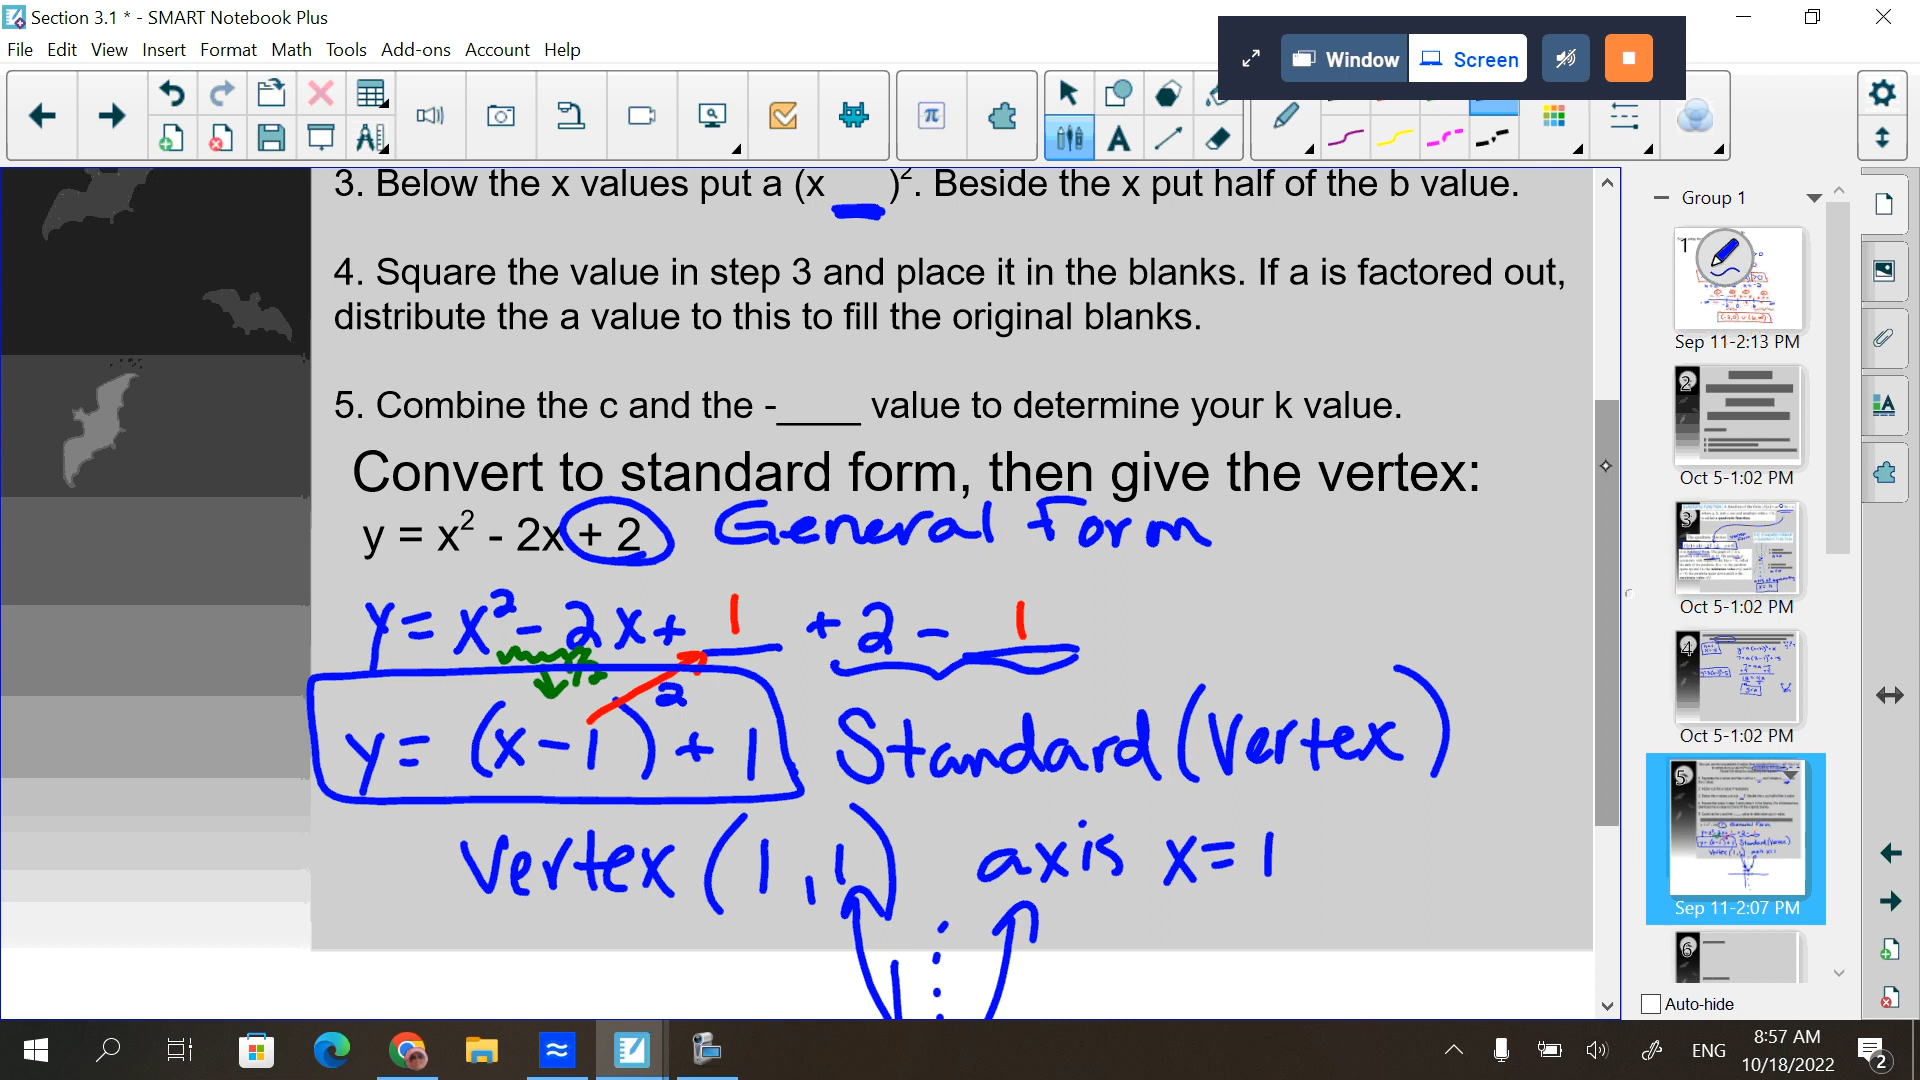 Section 3.1 * - SMART Notebook Plus
File Edit View Insert Format Math Tools Add-ons Account Help
Window Screen
3. Below the x values put a (x ___ )². Beside the x put half of the b value.
4. Square the value in step 3 and place it in the blanks. If a is factored out,
distribute the a value to this to fill the original blanks.
5. Combine the c and the -____ value to determine your k value.
Convert to standard form, then give the vertex:
y = x² - 2x + 2 General Form
y = x² - 2x + 1 + 2 - 1
y = (x - 1)² + 1 Standard (Vertex)
Vertex (1, 1) axis x = 1
Group 1
1
Sep 11-2:13 PM
2
Oct 5-1:02 PM
3
Oct 5-1:02 PM
4
Oct 5-1:02 PM
5
Sep 11-2:07 PM
6
Auto-hide
ENG
8:57 AM
10/18/2022
2